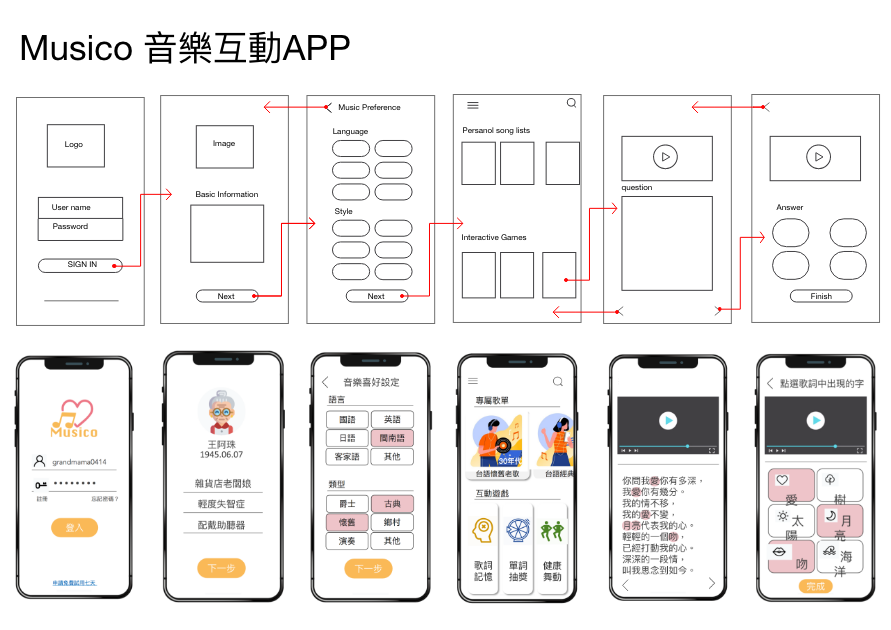 Musico 音樂互動APP
Logo
User name
Password
SIGN IN
Image
Basic Information
Next
Music Preference
Language
Style
Next
Persanol song lists
Interactive Games
question
Answer
Finish
Musico
grandmama0414
註冊
忘記密碼？
登入
申請免費試用七天
王阿珠
1945.06.07
雜貨店老闆娘
輕度失智症
配戴助聽器
下一步
音樂喜好設定
語言
國語
英語
日語
閩南語
客家語
其他
類型
爵士
古典
懷舊
鄉村
演奏
其他
下一步
專屬歌單
30年代
台語懷舊老歌
台語經典
互動遊戲
歌詞
記憶
單詞
抽獎
健康
舞動
你問我愛你有多深，
我愛你有幾分。
我的情不移，
我的愛不變，
月亮代表我的心。
輕輕的一個吻，
已經打動我的心。
深深的一段情，
叫我思念到如今。
點選歌詞中出現的字
愛
樹
太
陽
月
亮
吻
海
洋
完成